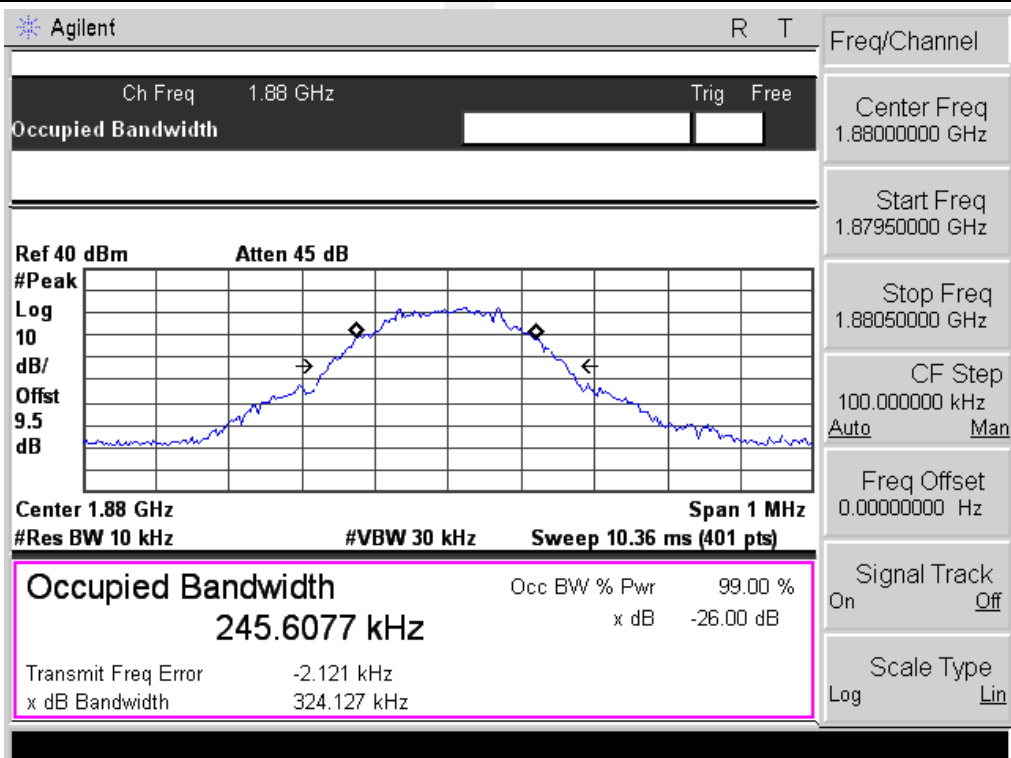 Agilent R T
Ch Freq 1.88 GHz Trig Free
Occupied Bandwidth
Ref 40 dBm Atten 45 dB
#Peak
Log
10
dB/
Offst
9.5
dB
Center 1.88 GHz Span 1 MHz
#Res BW 10 kHz #VBW 30 kHz Sweep 10.36 ms (401 pts)
Occupied Bandwidth Occ BW % Pwr 99.00 %
245.6077 kHz x dB -26.00 dB
Transmit Freq Error -2.121 kHz
x dB Bandwidth 324.127 kHz
Freq/Channel
Center Freq
1.88000000 GHz
Start Freq
1.87950000 GHz
Stop Freq
1.88050000 GHz
CF Step
100.000000 kHz
Auto Man
Freq Offset
0.00000000 Hz
Signal Track
On Off
Scale Type
Log Lin